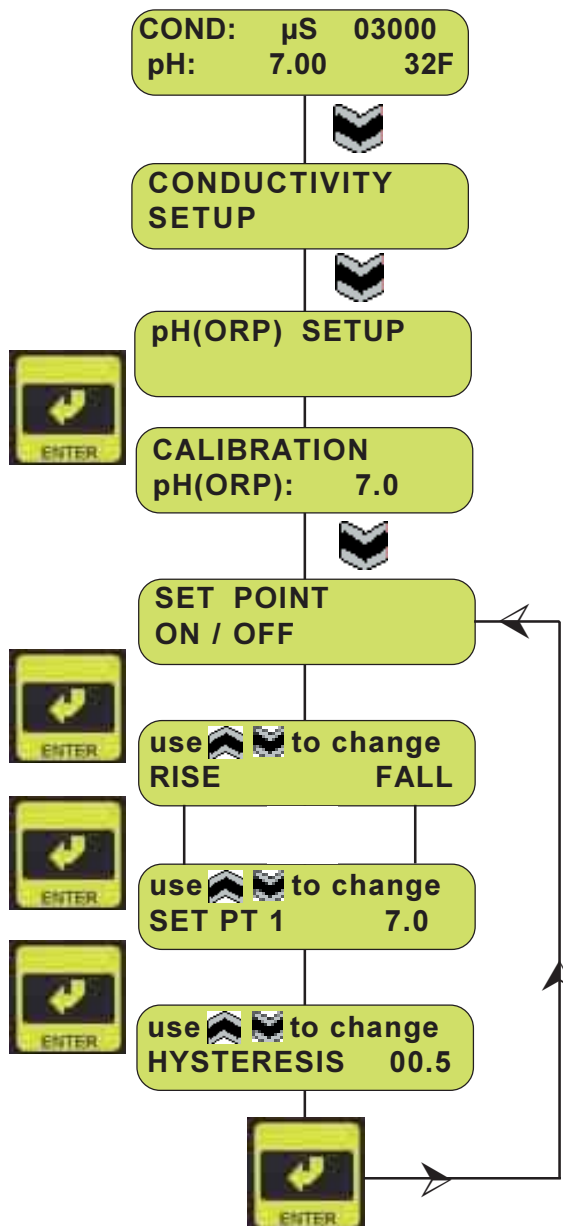 COND: µS 03000
pH: 7.00 32F
CONDUCTIVITY
SETUP
pH(ORP) SETUP
ENTER
CALIBRATION
pH(ORP): 7.0
SET POINT
ON / OFF
ENTER
use to change
RISE FALL
ENTER
use to change
SET PT 1 7.0
ENTER
use to change
HYSTERESIS 00.5
ENTER